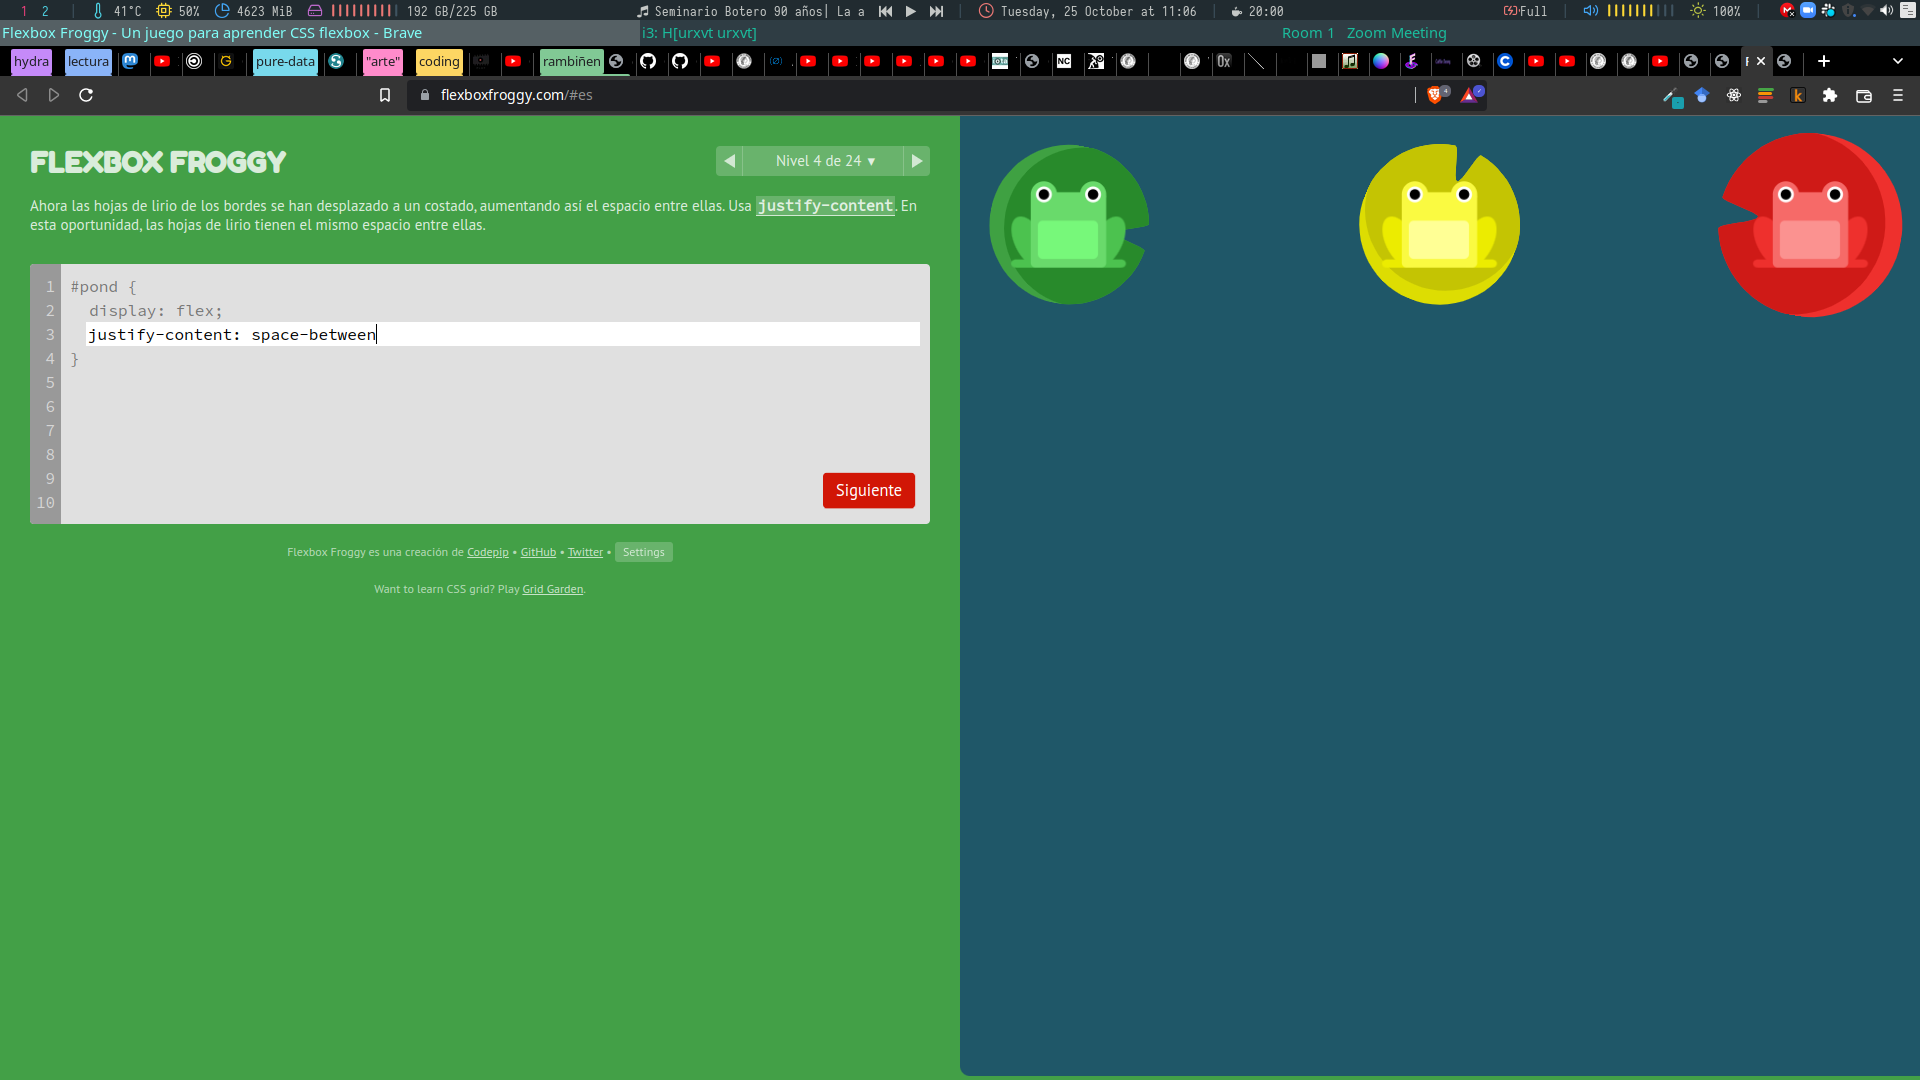 1 2 41°C 50% 4623 MiB 192 GB/225 GB Seminario Botero 90 años| La a Tuesday, 25 October at 11:06 20:00 Full 100%
Flexbox Froggy - Un juego para aprender CSS flexbox - Brave i3: H[urxvt urxvt] Room 1 Zoom Meeting
hydra lectura pure-data "arte" coding rambiñen NC 0x
flexboxfroggy.com/#es
FLEXBOX FROGGY
Nivel 4 de 24 ▼
Ahora las hojas de lirio de los bordes se han desplazado a un costado, aumentando así el espacio entre ellas. Usa justify-content. En
esta oportunidad, las hojas de lirio tienen el mismo espacio entre ellas.
1 #pond {
2 display: flex;
3 justify-content: space-between
4 }
5
6
7
8
9
10
Siguiente
Flexbox Froggy es una creación de Codepip • GitHub • Twitter • Settings
Want to learn CSS grid? Play Grid Garden.